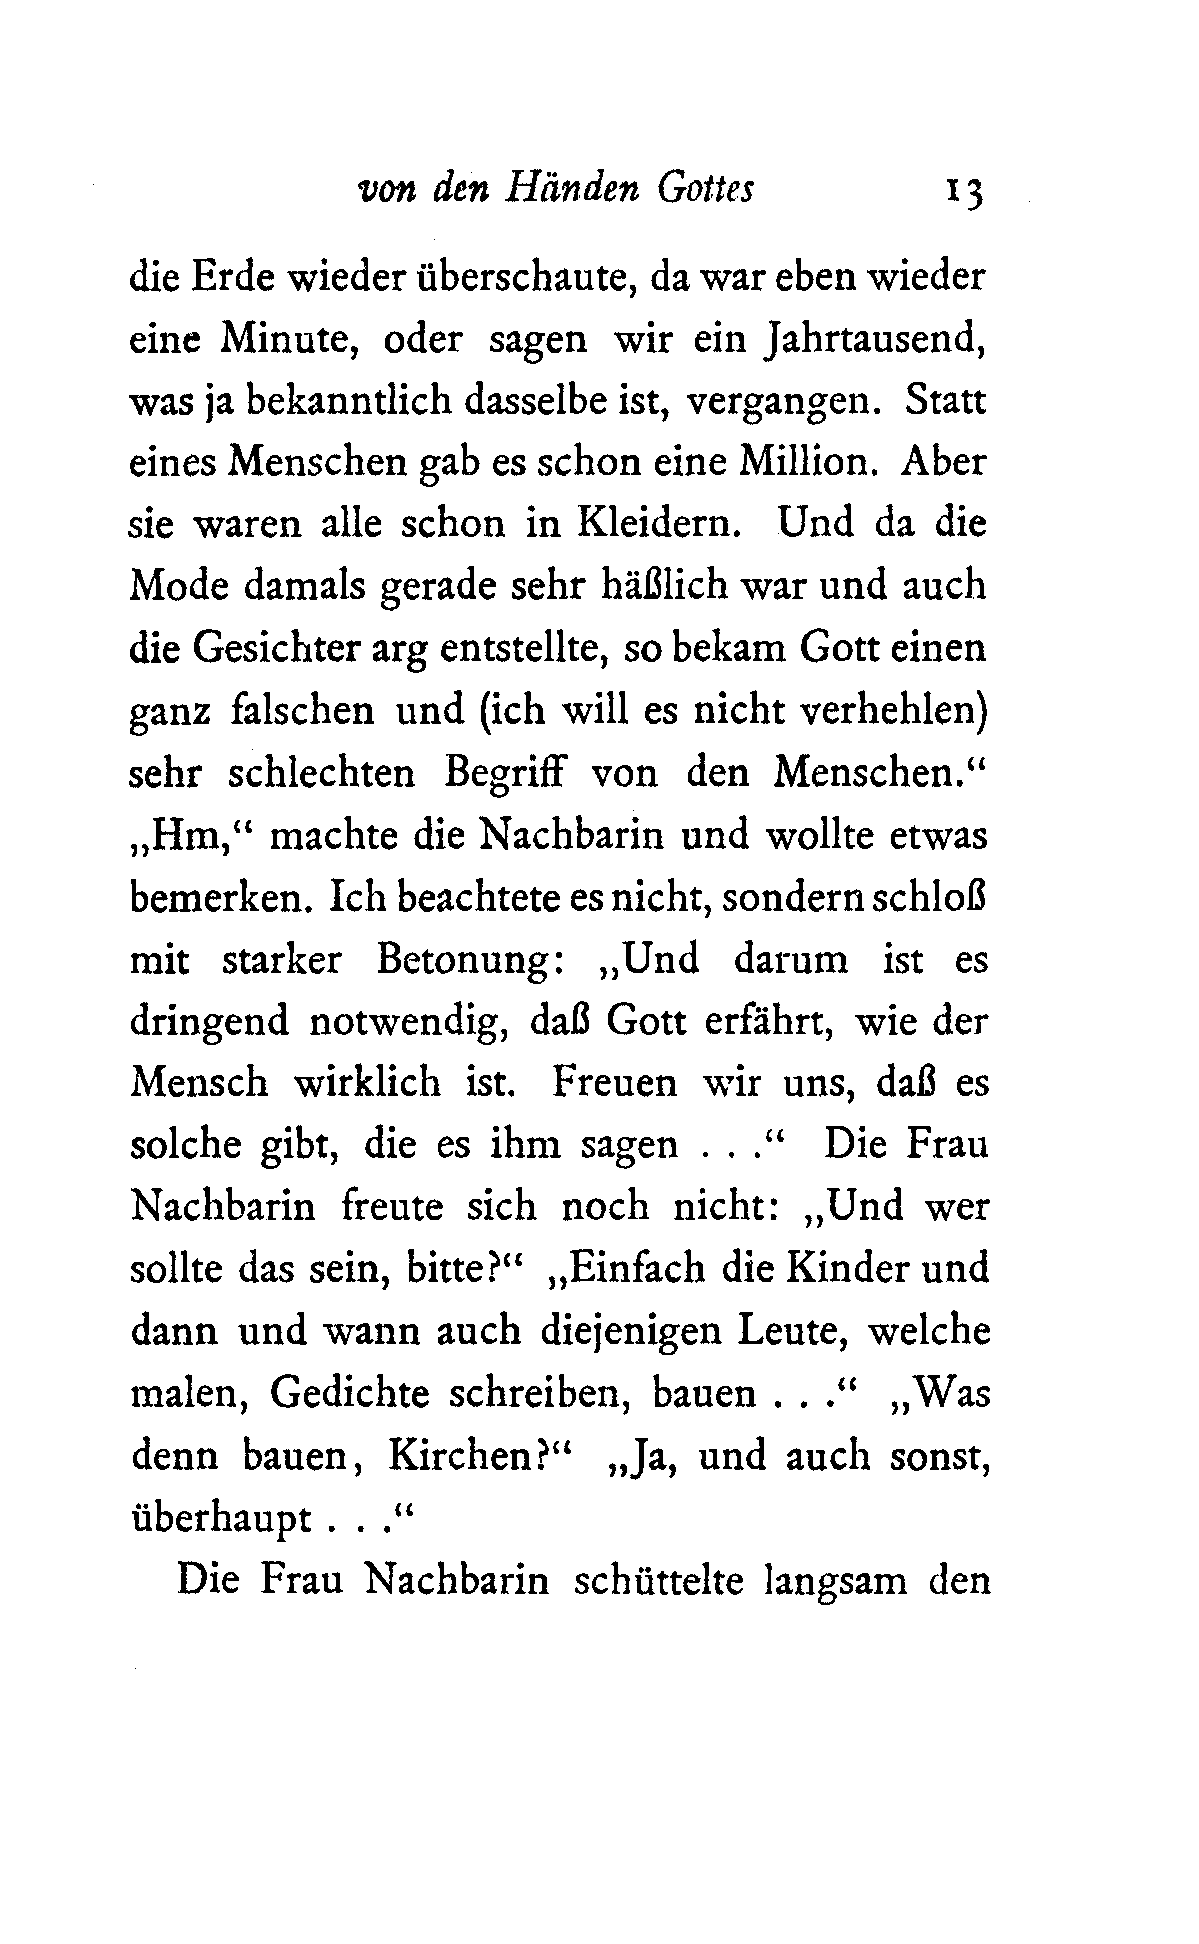 von den Händen Gottes 13
die Erde wieder überschaute, da war eben wieder
eine Minute, oder sagen wir ein Jahrtausend,
was ja bekanntlich dasselbe ist, vergangen. Statt
eines Menschen gab es schon eine Million. Aber
sie waren alle schon in Kleidern. Und da die
Mode damals gerade sehr häßlich war und auch
die Gesichter arg entstellte, so bekam Gott einen
ganz falschen und (ich will es nicht verhehlen)
sehr schlechten Begriff von den Menschen.“
„Hm,“ machte die Nachbarin und wollte etwas
bemerken. Ich beachtete es nicht, sondern schloß
mit starker Betonung: „Und darum ist es
dringend notwendig, daß Gott erfährt, wie der
Mensch wirklich ist. Freuen wir uns, daß es
solche gibt, die es ihm sagen . . .“ Die Frau
Nachbarin freute sich noch nicht: „Und wer
sollte das sein, bitte?“ „Einfach die Kinder und
dann und wann auch diejenigen Leute, welche
malen, Gedichte schreiben, bauen . . .“ „Was
denn bauen, Kirchen?“ „Ja, und auch sonst,
überhaupt . . .“
Die Frau Nachbarin schüttelte langsam den